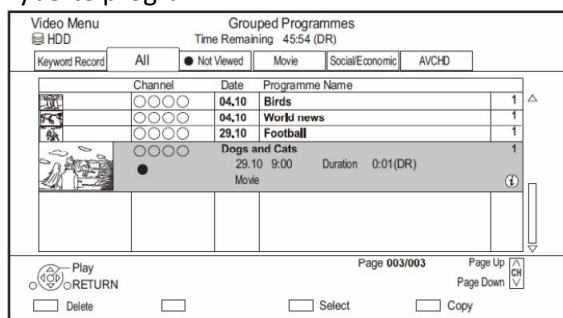 Video Menu
HDD
Grouped Programmes
Time Remaining 45:54 (DR)
Keyword Record All Not Viewed Movie Social/Economic AVCHD
Channel Date Programme Name
04.10 Birds 1
04.10 World news 1
29.10 Football 1
Dogs and Cats 1
29.10 9:00 Duration 0:01(DR)
Movie
i
Page 003/003 Page Up
CH
Page Down
Play
RETURN
Delete Select Copy